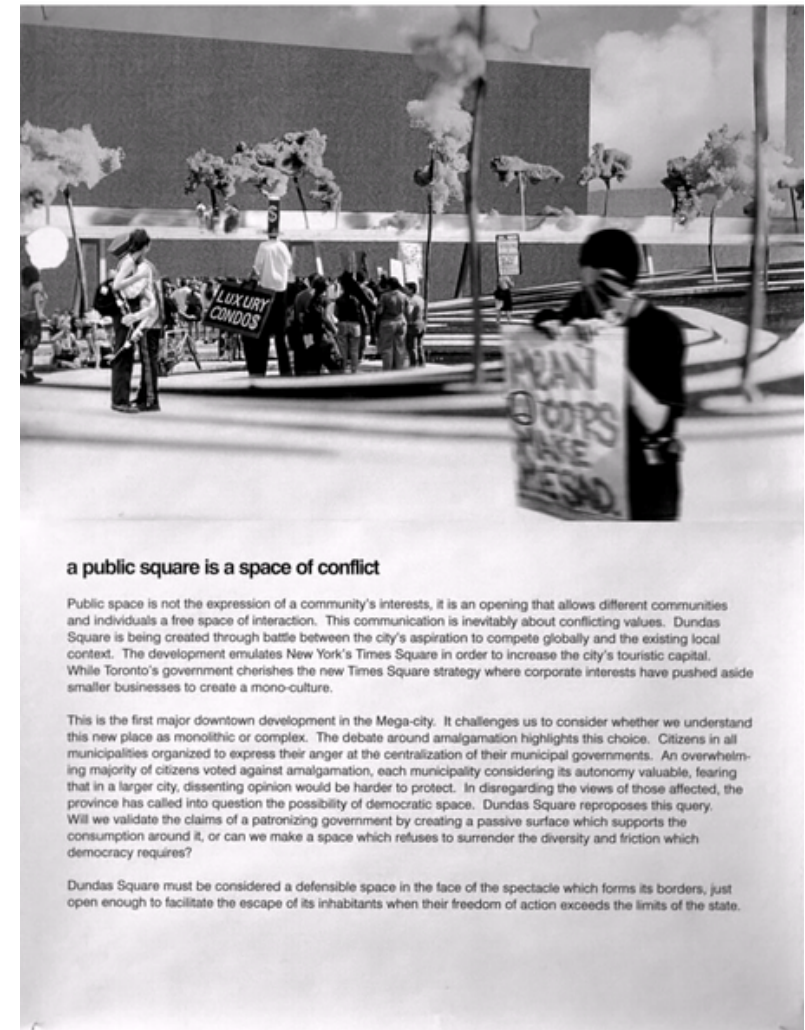 $
LUXURY
CONDO$
MEAN
COPS
MAKE
ME SAD.
a public square is a space of conflict
Public space is not the expression of a community's interests, it is an opening that allows different communities
and individuals a free space of interaction. This communication is inevitably about conflicting values. Dundas
Square is being created through battle between the city's aspiration to compete globally and the existing local
context. The development emulates New York's Times Square in order to increase the city's touristic capital.
While Toronto's government cherishes the new Times Square strategy where corporate interests have pushed aside
smaller businesses to create a mono-culture.
This is the first major downtown development in the Mega-city. It challenges us to consider whether we understand
this new place as monolithic or complex. The debate around amalgamation highlights this choice. Citizens in all
municipalities organized to express their anger at the centralization of their municipal governments. An overwhelm-
ing majority of citizens voted against amalgamation, each municipality considering its autonomy valuable, fearing
that in a larger city, dissenting opinion would be harder to protect. In disregarding the views of those affected, the
province has called into question the possibility of democratic space. Dundas Square reproposes this query.
Will we validate the claims of a patronizing government by creating a passive surface which supports the
consumption around it, or can we make a space which refuses to surrender the diversity and friction which
democracy requires?
Dundas Square must be considered a defensible space in the face of the spectacle which forms its borders, just
open enough to facilitate the escape of its inhabitants when their freedom of action exceeds the limits of the state.